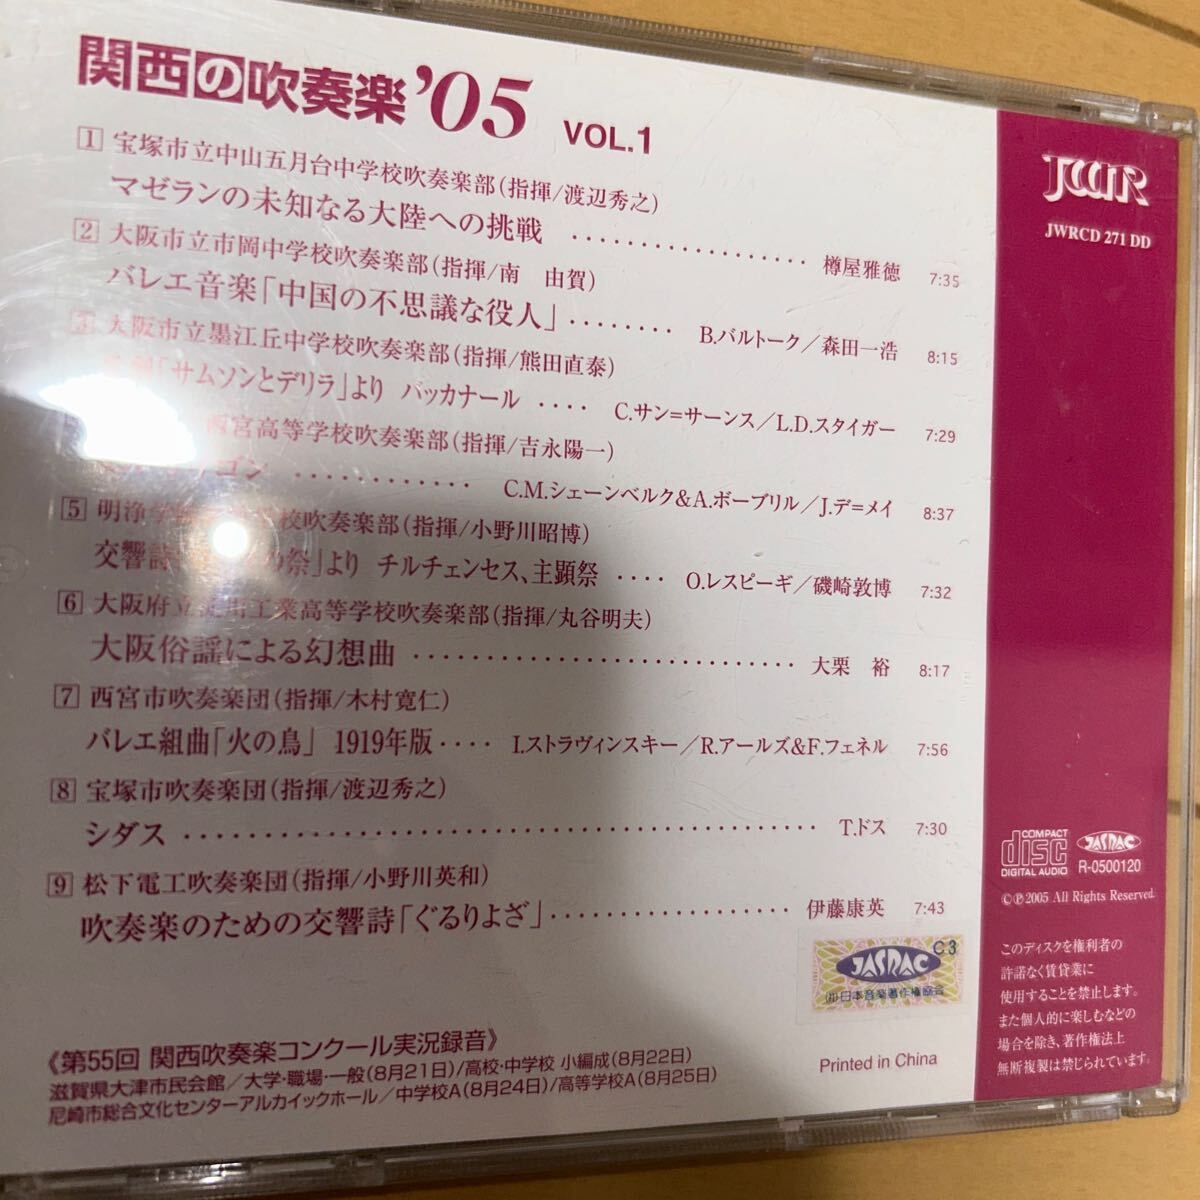 関西の吹奏楽 '05 VOL.1
1 宝塚市立中山五月台中学校吹奏楽部(指揮/渡辺秀之)
マゼランの未知なる大陸への挑戦 樽屋雅徳 7:35
2 大阪市立市岡中学校吹奏楽部(指揮/南 由賀)
バレエ音楽「中国の不思議な役人」 B.バルトーク/森田一浩 8:15
3 大阪市立墨江丘中学校吹奏楽部(指揮/熊田直泰)
「サムソンとデリラ」より バッカナール C.サン=サーンス/L.D.スタイガー 7:29
西宮高等学校吹奏楽部(指揮/吉永陽一)
ゴン C.M.シェーンベルク&A.ボーブリル/J.デ=メイ 8:37
5 明浄学 校吹奏楽部(指揮/小野川昭博)
交響詩 祭」より チルチェンセス、主顕祭 O.レスピーギ/磯崎敦博 7:32
6 大阪府立 工業高等学校吹奏楽部(指揮/丸谷明夫)
大阪俗謡による幻想曲 大栗 裕 8:17
7 西宮市吹奏楽団(指揮/木村寛仁)
バレエ組曲「火の鳥」 1919年版 I.ストラヴィンスキー/R.アールズ&F.フェネル 7:56
8 宝塚市吹奏楽団(指揮/渡辺秀之)
シダス T.ドス 7:30
9 松下電工吹奏楽団(指揮/小野川英和)
吹奏楽のための交響詩「ぐるりよざ」 伊藤康英 7:43
《第55回 関西吹奏楽コンクール実況録音》
滋賀県大津市民会館/大学・職場・一般(8月21日)/高校・中学校 小編成(8月22日)
尼崎市総合文化センターアルカイックホール/中学校A(8月24日)/高等学校A(8月25日)
C3
JASRAC
(社)日本音楽著作権協会
Printed in China
JWR
JWRCD 271 DD
COMPACT
disc
DIGITAL AUDIO
JASRAC
R-0500120
©℗2005 All Rights Reserved.
このディスクを権利者の
許諾なく賃貸業に
使用することを禁止します。
また個人的に楽しむなどの
場合を除き、著作権法上
無断複製は禁じられています。